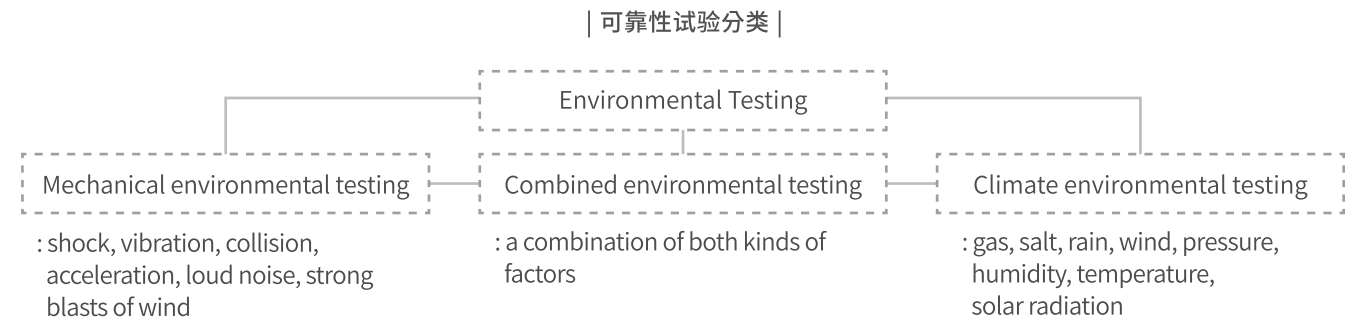 | 可靠性试验分类 |
Environmental Testing
Mechanical environmental testing
: shock, vibration, collision,
acceleration, loud noise, strong
blasts of wind
Combined environmental testing
: a combination of both kinds of
factors
Climate environmental testing
: gas, salt, rain, wind, pressure,
humidity, temperature,
solar radiation